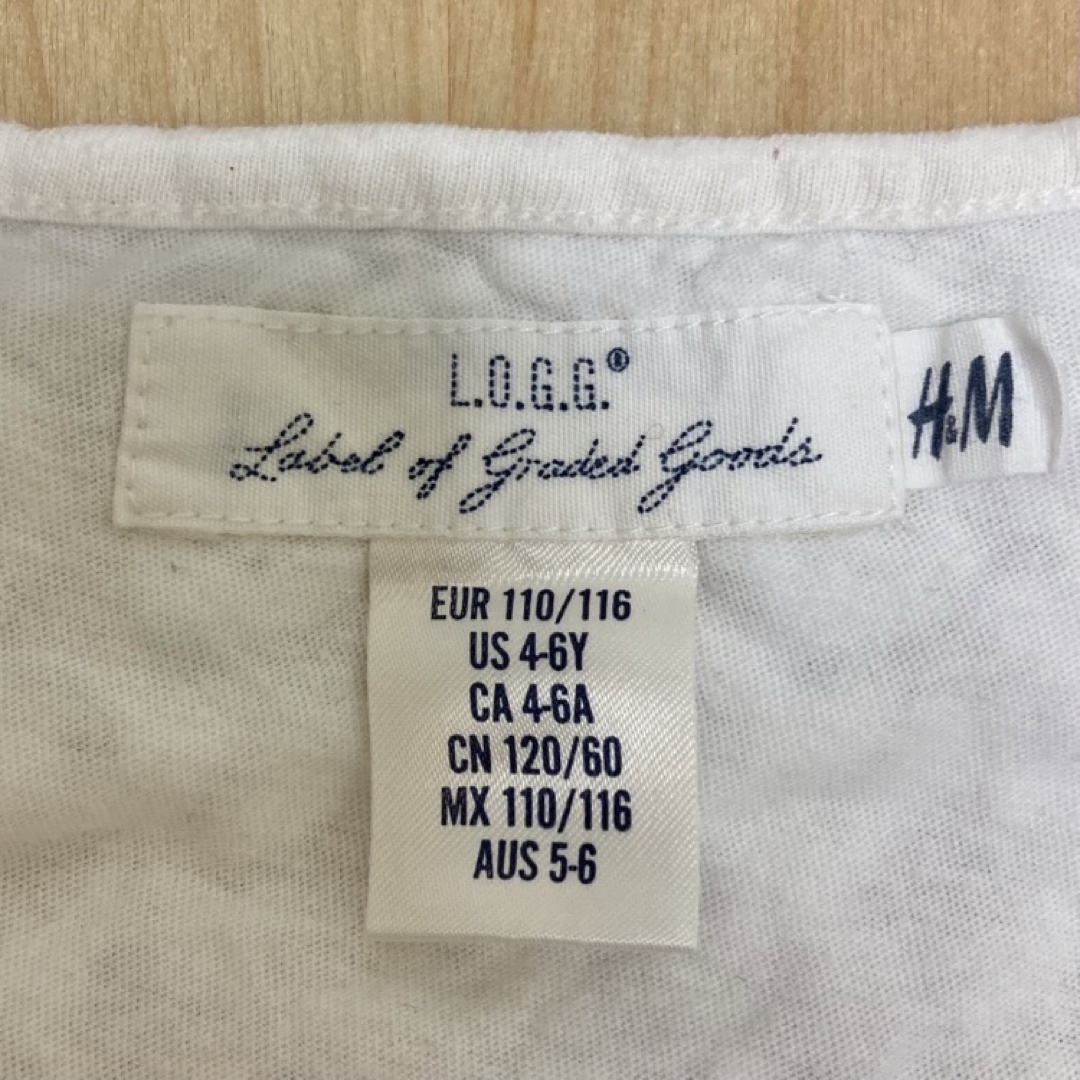 L.O.G.G.®
Label of Graded Goods
H&M
EUR 110/116
US 4-6Y
CA 4-6A
CN 120/60
MX 110/116
AUS 5-6